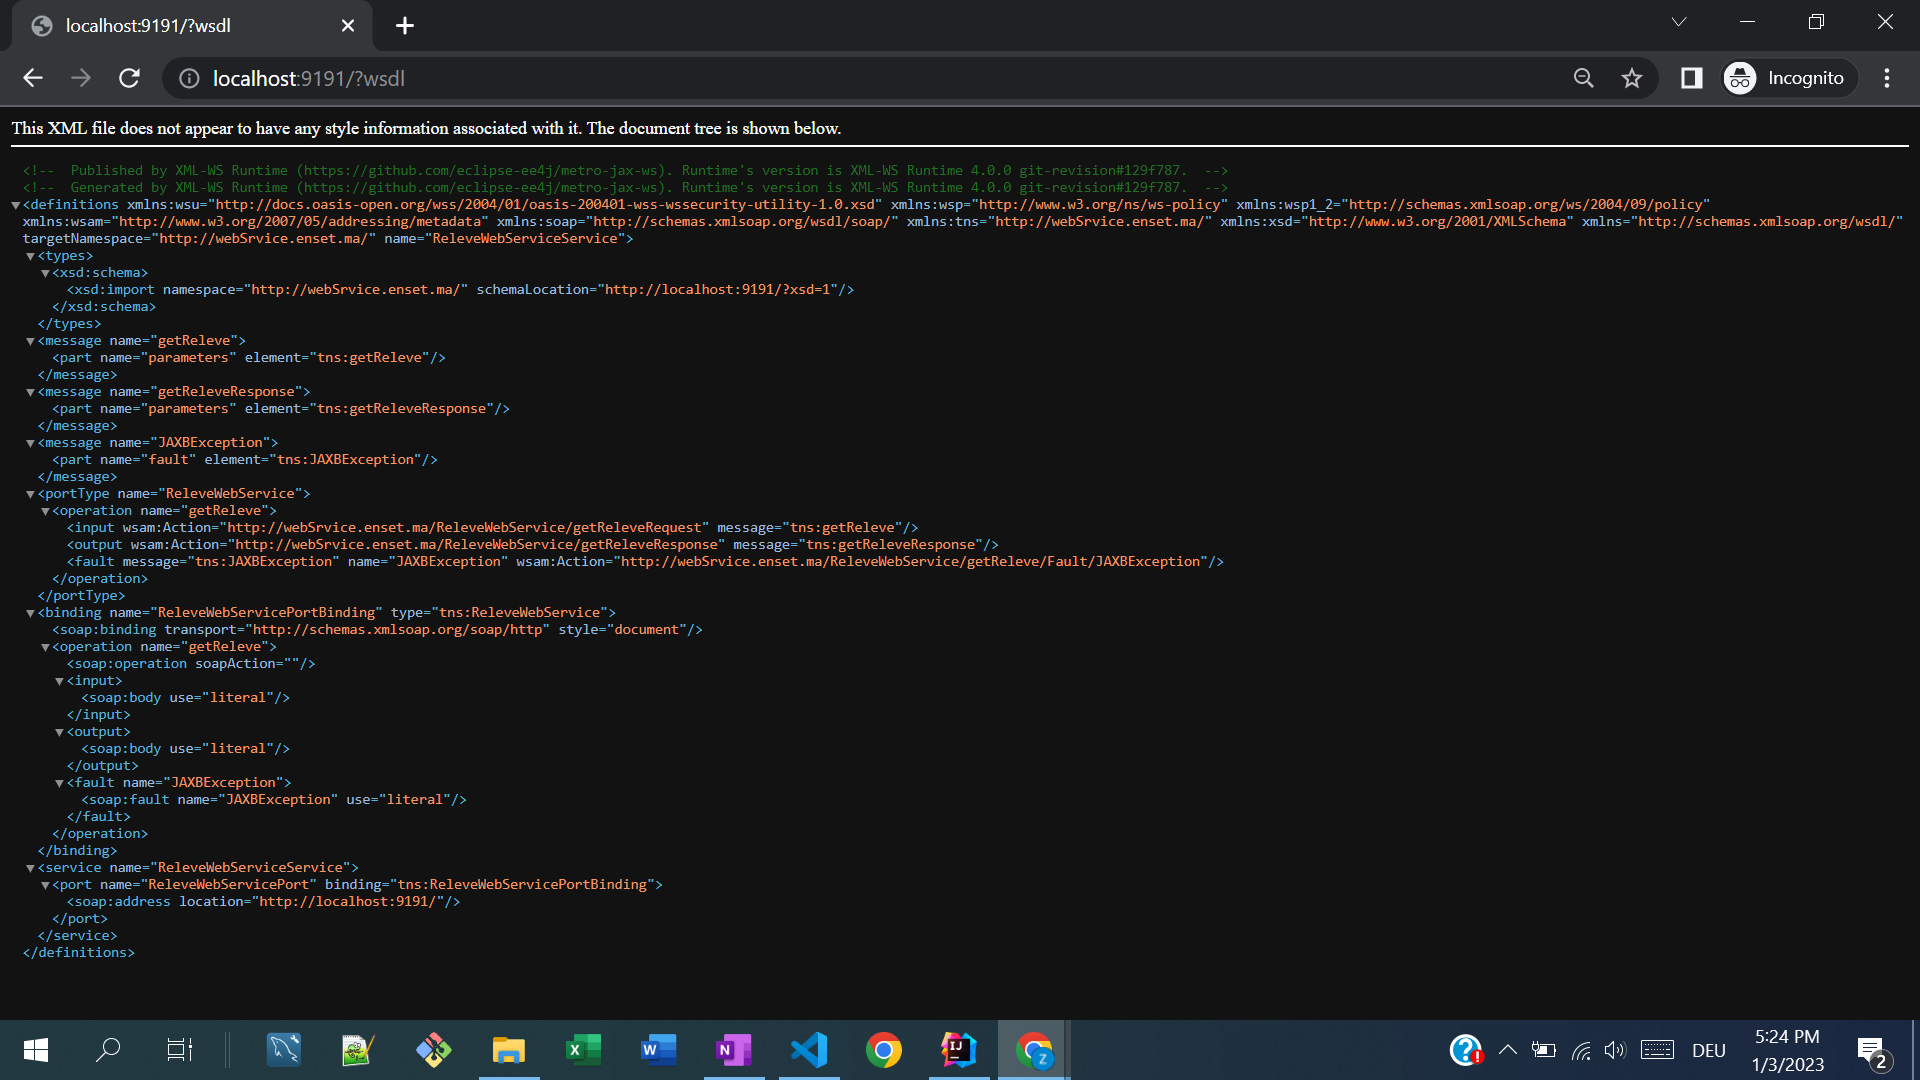 localhost:9191/?wsdl
localhost:9191/?wsdl
Incognito
This XML file does not appear to have any style information associated with it. The document tree is shown below.
<!-- Published by XML-WS Runtime (https://github.com/eclipse-ee4j/metro-jax-ws). Runtime's version is XML-WS Runtime 4.0.0 git-revision#129f787. -->
<!-- Generated by XML-WS Runtime (https://github.com/eclipse-ee4j/metro-jax-ws). Runtime's version is XML-WS Runtime 4.0.0 git-revision#129f787. -->
<definitions xmlns:wsu="http://docs.oasis-open.org/wss/2004/01/oasis-200401-wss-wssecurity-utility-1.0.xsd" xmlns:wsp="http://www.w3.org/ns/ws-policy" xmlns:wsp1_2="http://schemas.xmlsoap.org/ws/2004/09/policy"
xmlns:wsam="http://www.w3.org/2007/05/addressing/metadata" xmlns:soap="http://schemas.xmlsoap.org/wsdl/soap/" xmlns:tns="http://webSrvice.enset.ma/" xmlns:xsd="http://www.w3.org/2001/XMLSchema" xmlns="http://schemas.xmlsoap.org/wsdl/"
targetNamespace="http://webSrvice.enset.ma/" name="ReleveWebServiceService">
<types>
<xsd:schema>
<xsd:import namespace="http://webSrvice.enset.ma/" schemaLocation="http://localhost:9191/?xsd=1"/>
</xsd:schema>
</types>
<message name="getReleve">
<part name="parameters" element="tns:getReleve"/>
</message>
<message name="getReleveResponse">
<part name="parameters" element="tns:getReleveResponse"/>
</message>
<message name="JAXBException">
<part name="fault" element="tns:JAXBException"/>
</message>
<portType name="ReleveWebService">
<operation name="getReleve">
<input wsam:Action="http://webSrvice.enset.ma/ReleveWebService/getReleveRequest" message="tns:getReleve"/>
<output wsam:Action="http://webSrvice.enset.ma/ReleveWebService/getReleveResponse" message="tns:getReleveResponse"/>
<fault message="tns:JAXBException" name="JAXBException" wsam:Action="http://webSrvice.enset.ma/ReleveWebService/getReleve/Fault/JAXBException"/>
</operation>
</portType>
<binding name="ReleveWebServicePortBinding" type="tns:ReleveWebService">
<soap:binding transport="http://schemas.xmlsoap.org/soap/http" style="document"/>
<operation name="getReleve">
<soap:operation soapAction=""/>
<input>
<soap:body use="literal"/>
</input>
<output>
<soap:body use="literal"/>
</output>
<fault name="JAXBException">
<soap:fault name="JAXBException" use="literal"/>
</fault>
</operation>
</binding>
<service name="ReleveWebServiceService">
<port name="ReleveWebServicePort" binding="tns:ReleveWebServicePortBinding">
<soap:address location="http://localhost:9191/"/>
</port>
</service>
</definitions>
DEU
5:24 PM
1/3/2023
2